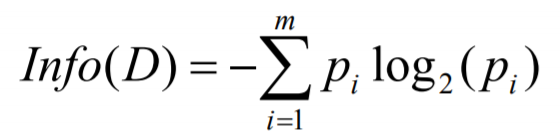 Info(D) = −∑_{i=1}^{m} p_i log_2(p_i)